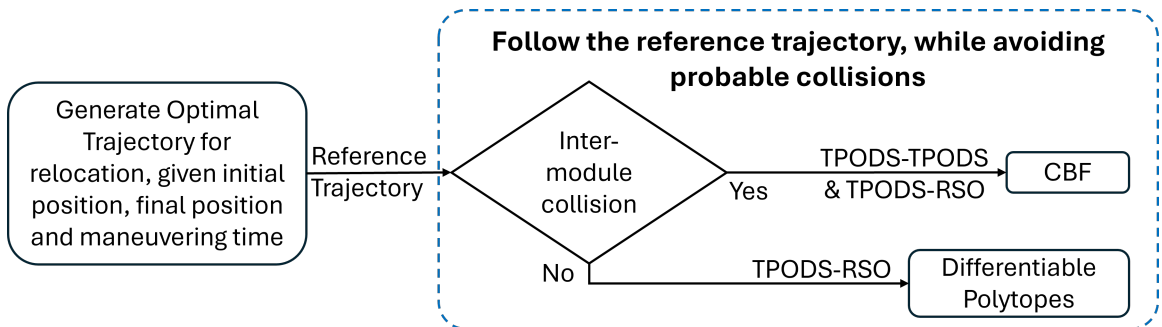 Follow the reference trajectory, while avoiding
probable collisions
Generate Optimal
Trajectory for
relocation, given initial
position, final position
and maneuvering time
Reference
Trajectory
Inter-
module
collision
Yes
TPODS-TPODS
& TPODS-RSO
CBF
No
TPODS-RSO
Differentiable
Polytopes